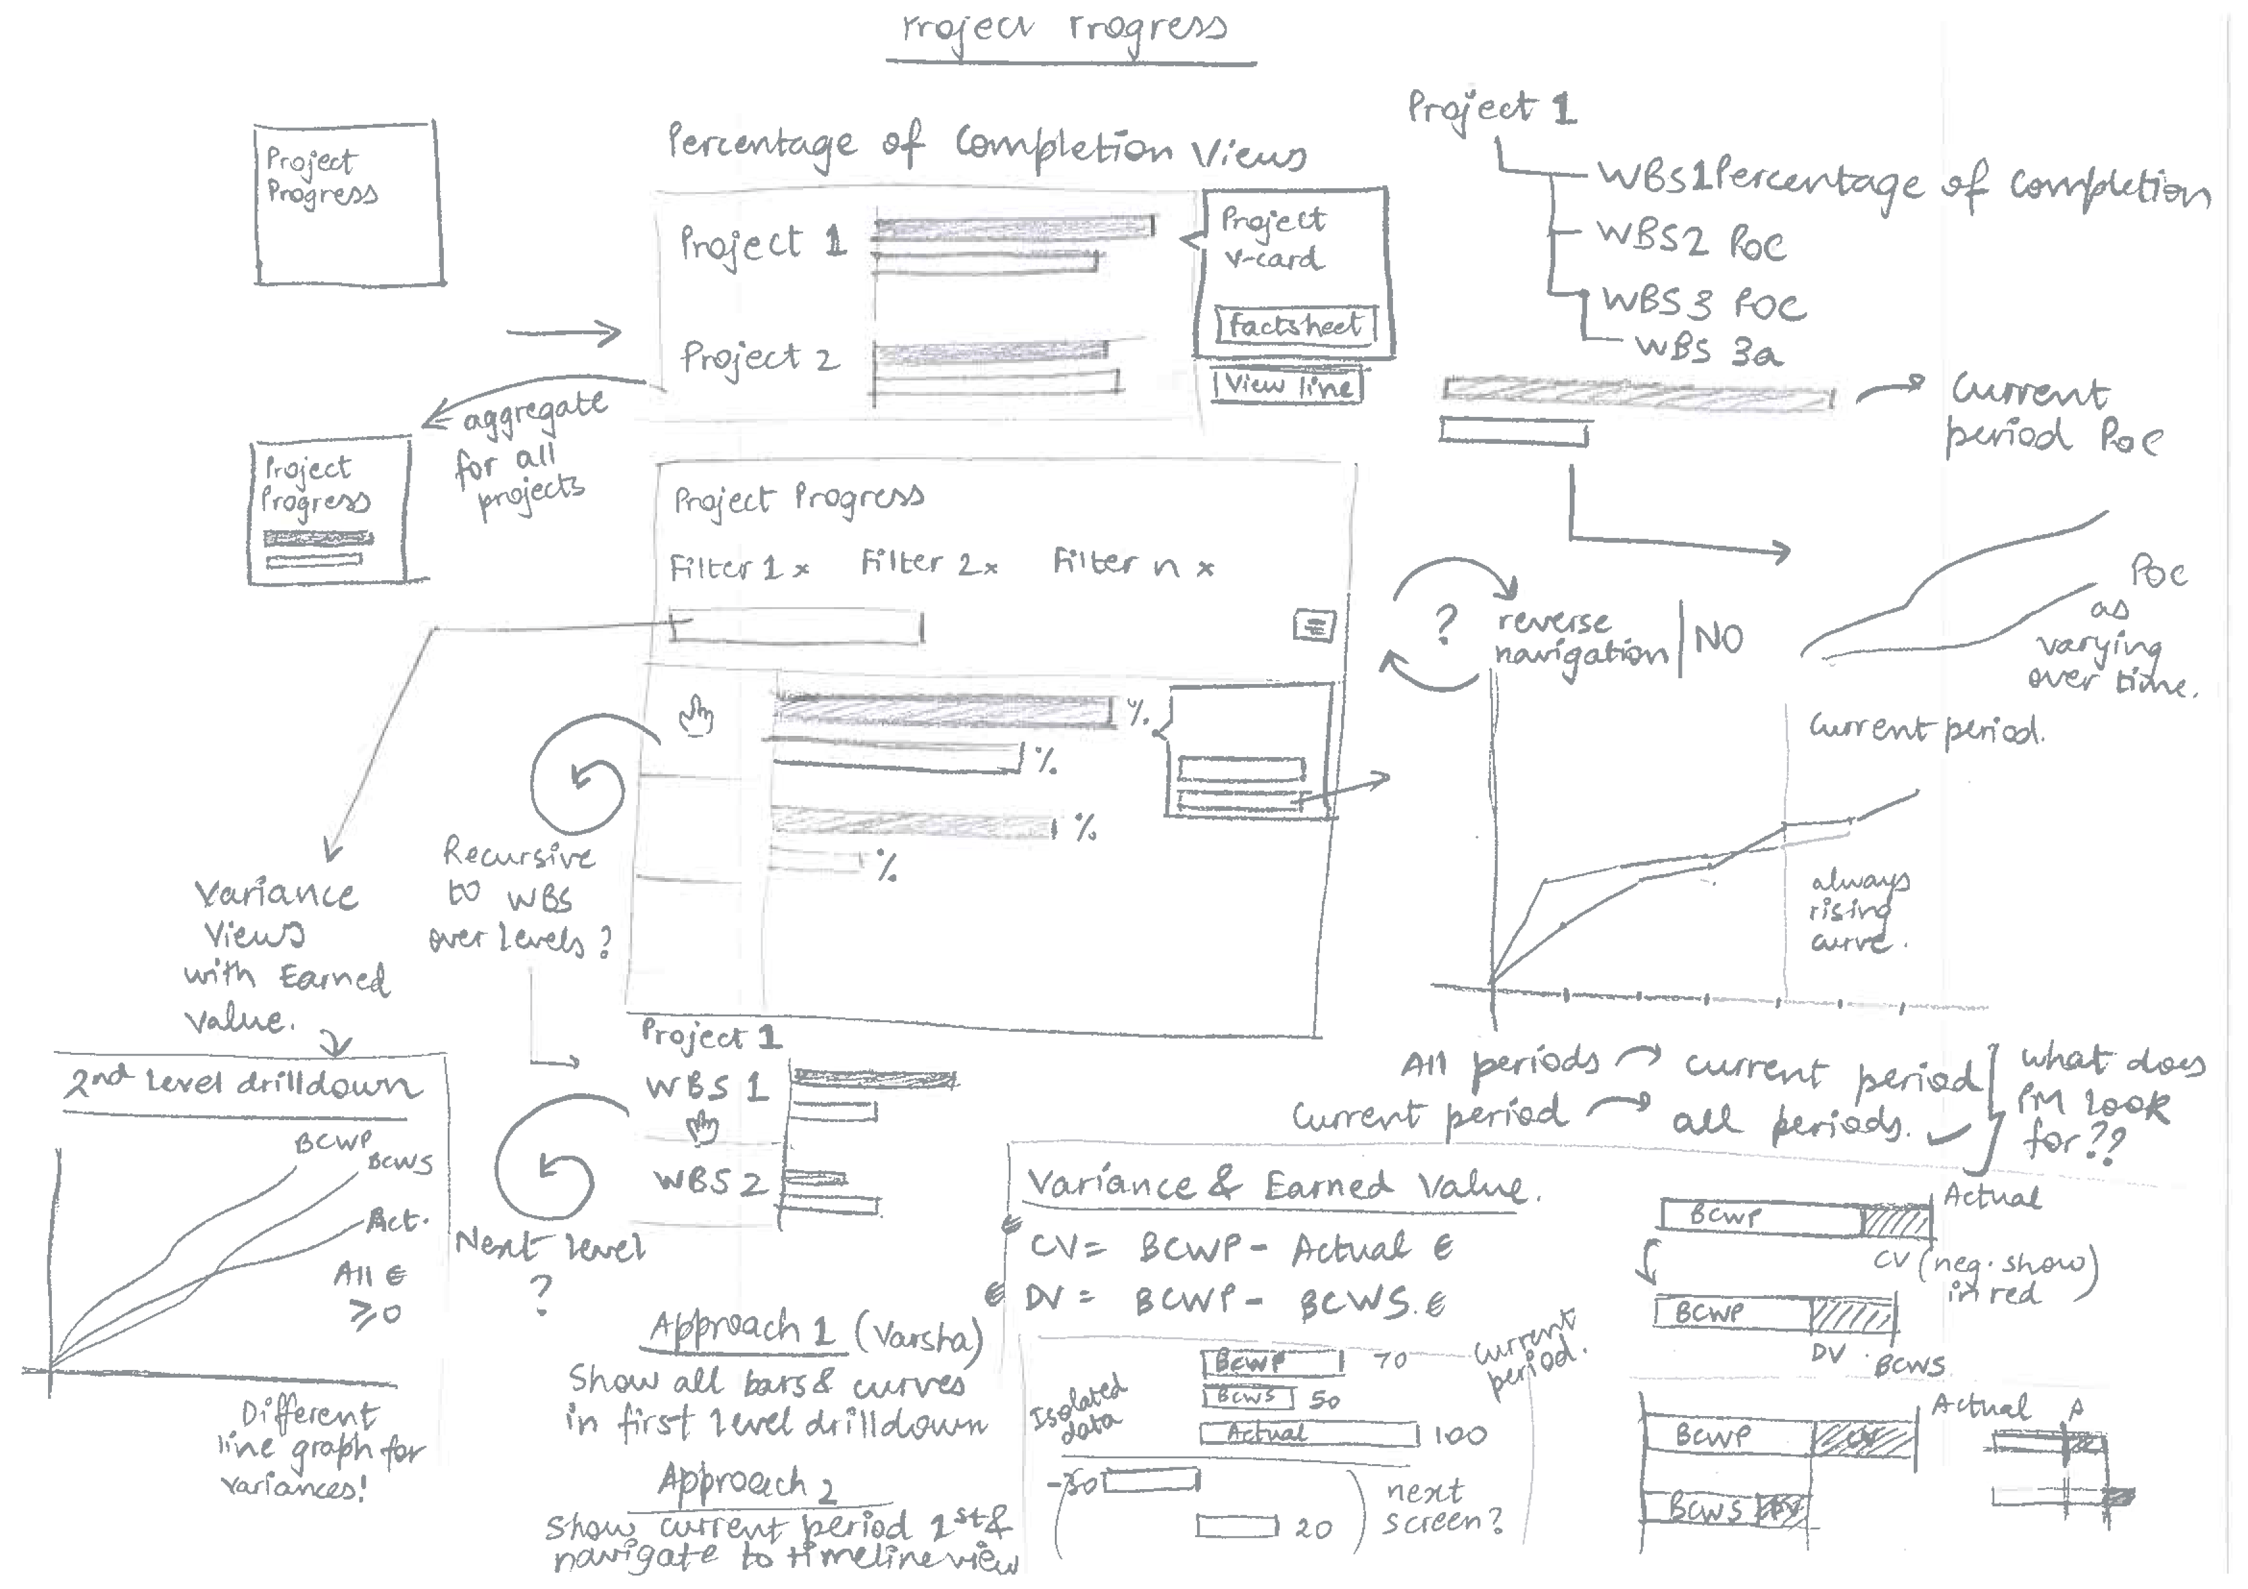 Project Progress
Project
Progress
Percentage of Completion Views
Project 1
Project 2
Project
v-card
factsheet
View line
Project 1
WBS1 Percentage of Completion
WBS2 POC
WBS3 POC
WBS 3a
Current
period PoC
aggregate
for all
projects
Project
Progress
Project Progress
Filter 1 x Filter 2 x Filter n x
?
reverse
navigation
NO
POC
as
varying
over time.
%
%
%
%
Current period.
always
rising
curve.
Recursive
to WBS
over levels?
Variance
Views
with Earned
Value.
2nd Level drilldown
BCWP
BCWS
Act.
All €
≥0
Different
line graph for
variances!
Project 1
WBS 1
WBS 2
Next level
?
All periods current period
Current period all periods.
what does
PM look
for??
Approach 1 (Varsha)
Show all bars & curves
in first level drilldown
Approach 2
Show current period 1st &
navigate to timeline view
Variance & Earned Value.
€
CV = BCWP - Actual €
€ DV = BCWP - BCWS. €
Isolated
data
BCWP 70
BCWS 50
Actual 100
current
period.
20
next
screen?
BCWP
Actual
CV (neg. show
in red)
BCWP
DV
BCWS
Actual A
BCWP
BCWS